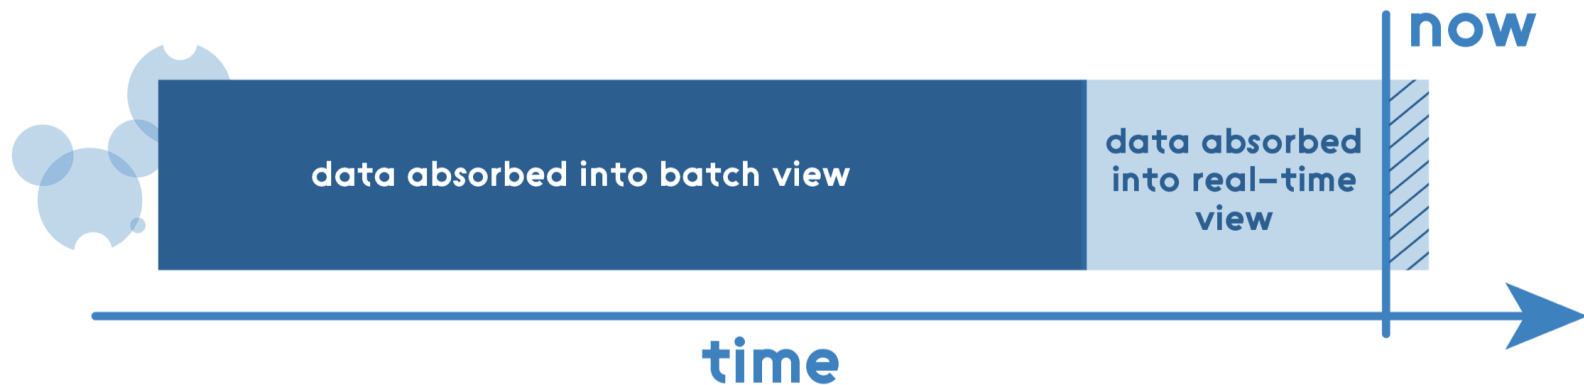 now
data absorbed into batch view
data absorbed
into real-time
view
time